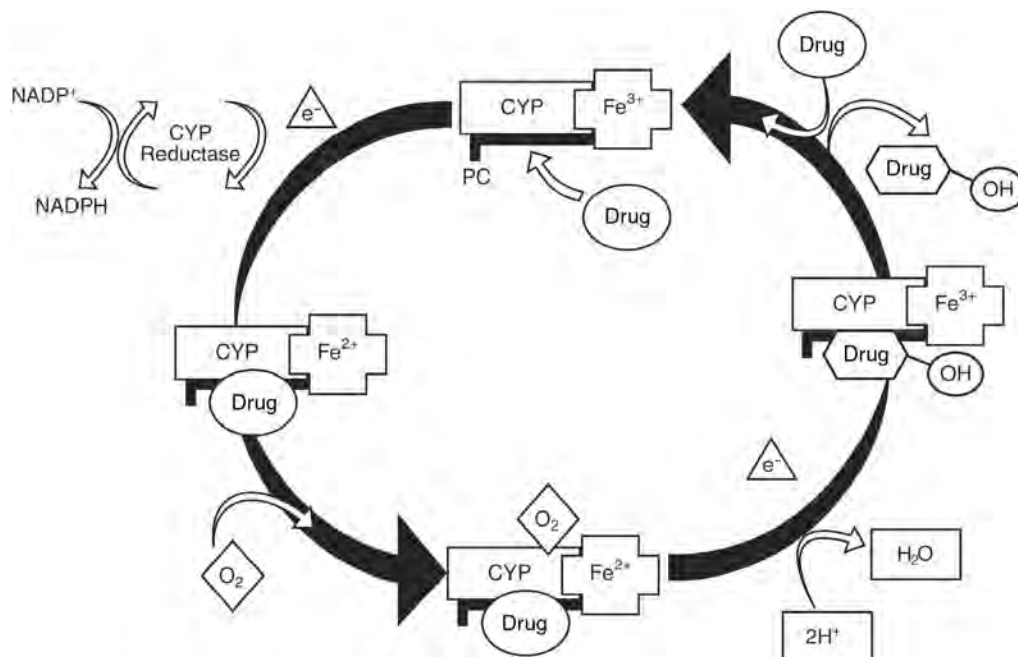 Drug
NADP⁺
CYP
Reductase
NADPH
e⁻
CYP
Fe³⁺
PC
Drug
Drug
OH
CYP
Fe³⁺
Drug
OH
CYP
Fe²⁺
Drug
e⁻
O₂
O₂
CYP
Fe²⁺
Drug
H₂O
2H⁺